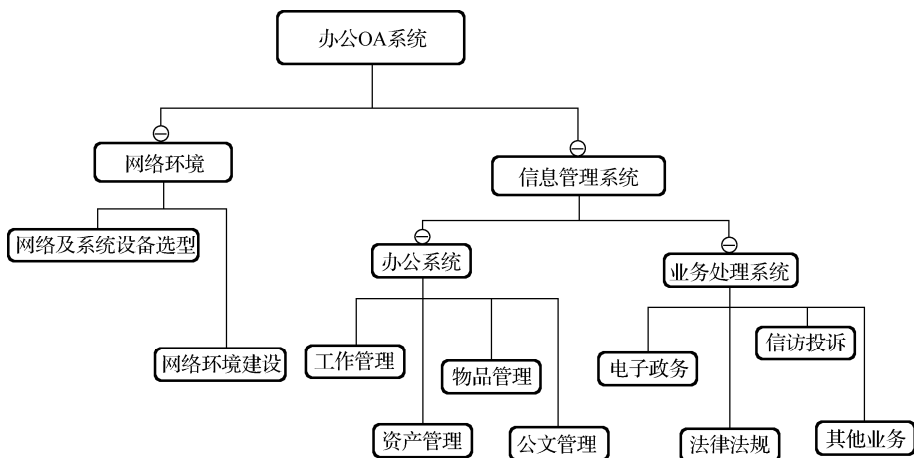 办公OA系统
网络环境
信息管理系统
网络及系统设备选型
办公系统
业务处理系统
网络环境建设
工作管理
物品管理
电子政务
信访投诉
资产管理
公文管理
法律法规
其他业务